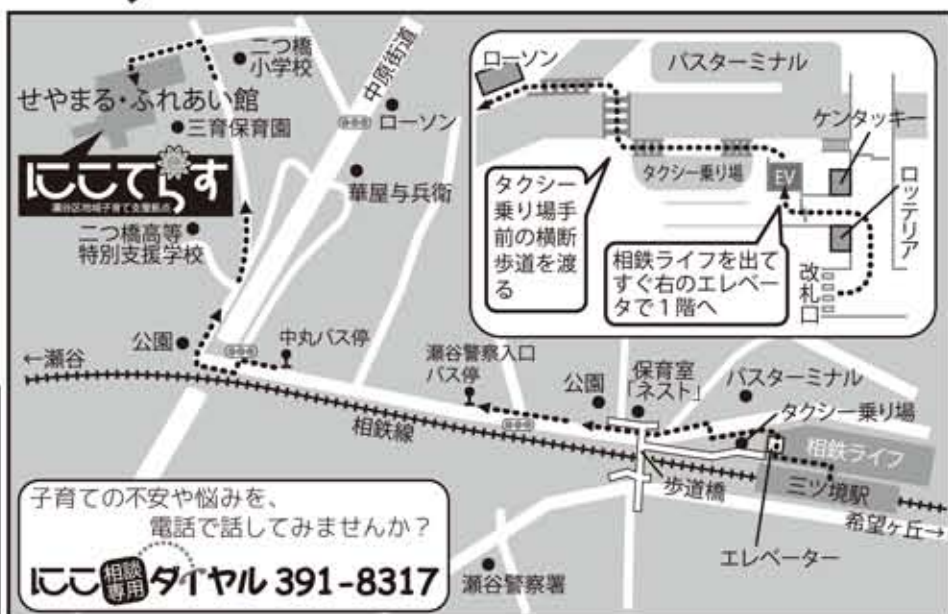 二つ橋
小学校
せやまる・ふれあい館
三育保育園
にこてらす
瀬谷区地域子育て支援拠点
二つ橋高等
特別支援学校
中原街道
ローソン
華屋与兵衛
公園
中丸バス停
←瀬谷
相鉄線
瀬谷警察入口
バス停
公園
保育室
「ネスト」
バスターミナル
タクシー乗り場
相鉄ライフ
三ツ境駅
希望ヶ丘→
歩道橋
エレベーター
瀬谷警察署
ローソン
バスターミナル
ケンタッキー
タクシー乗り場
EV
ロッテリア
改札口
タクシー
乗り場手
前の横断
歩道を渡
る
相鉄ライフを出て
すぐ右のエレベー
タで1階へ
子育ての不安や悩みを、
電話で話してみませんか?
にこ相談専用ダイヤル 391-8317